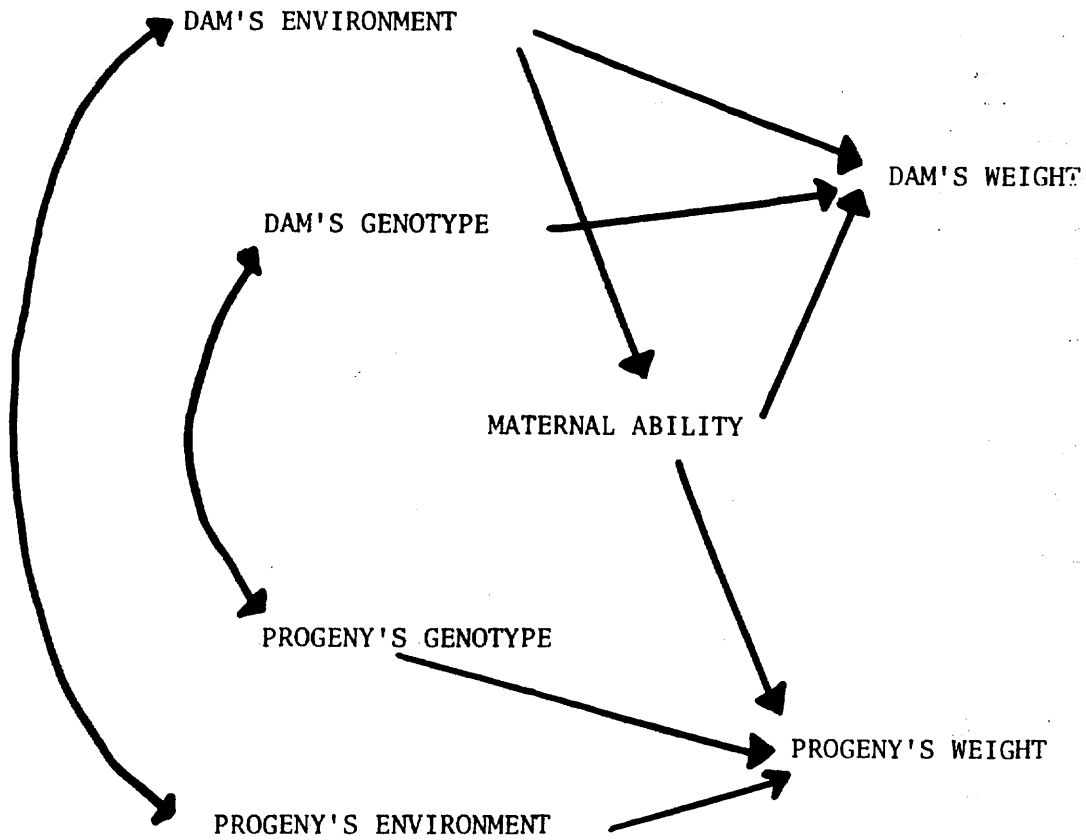 DAM'S ENVIRONMENT
DAM'S WEIGHT
DAM'S GENOTYPE
MATERNAL ABILITY
PROGENY'S GENOTYPE
PROGENY'S WEIGHT
PROGENY'S ENVIRONMENT